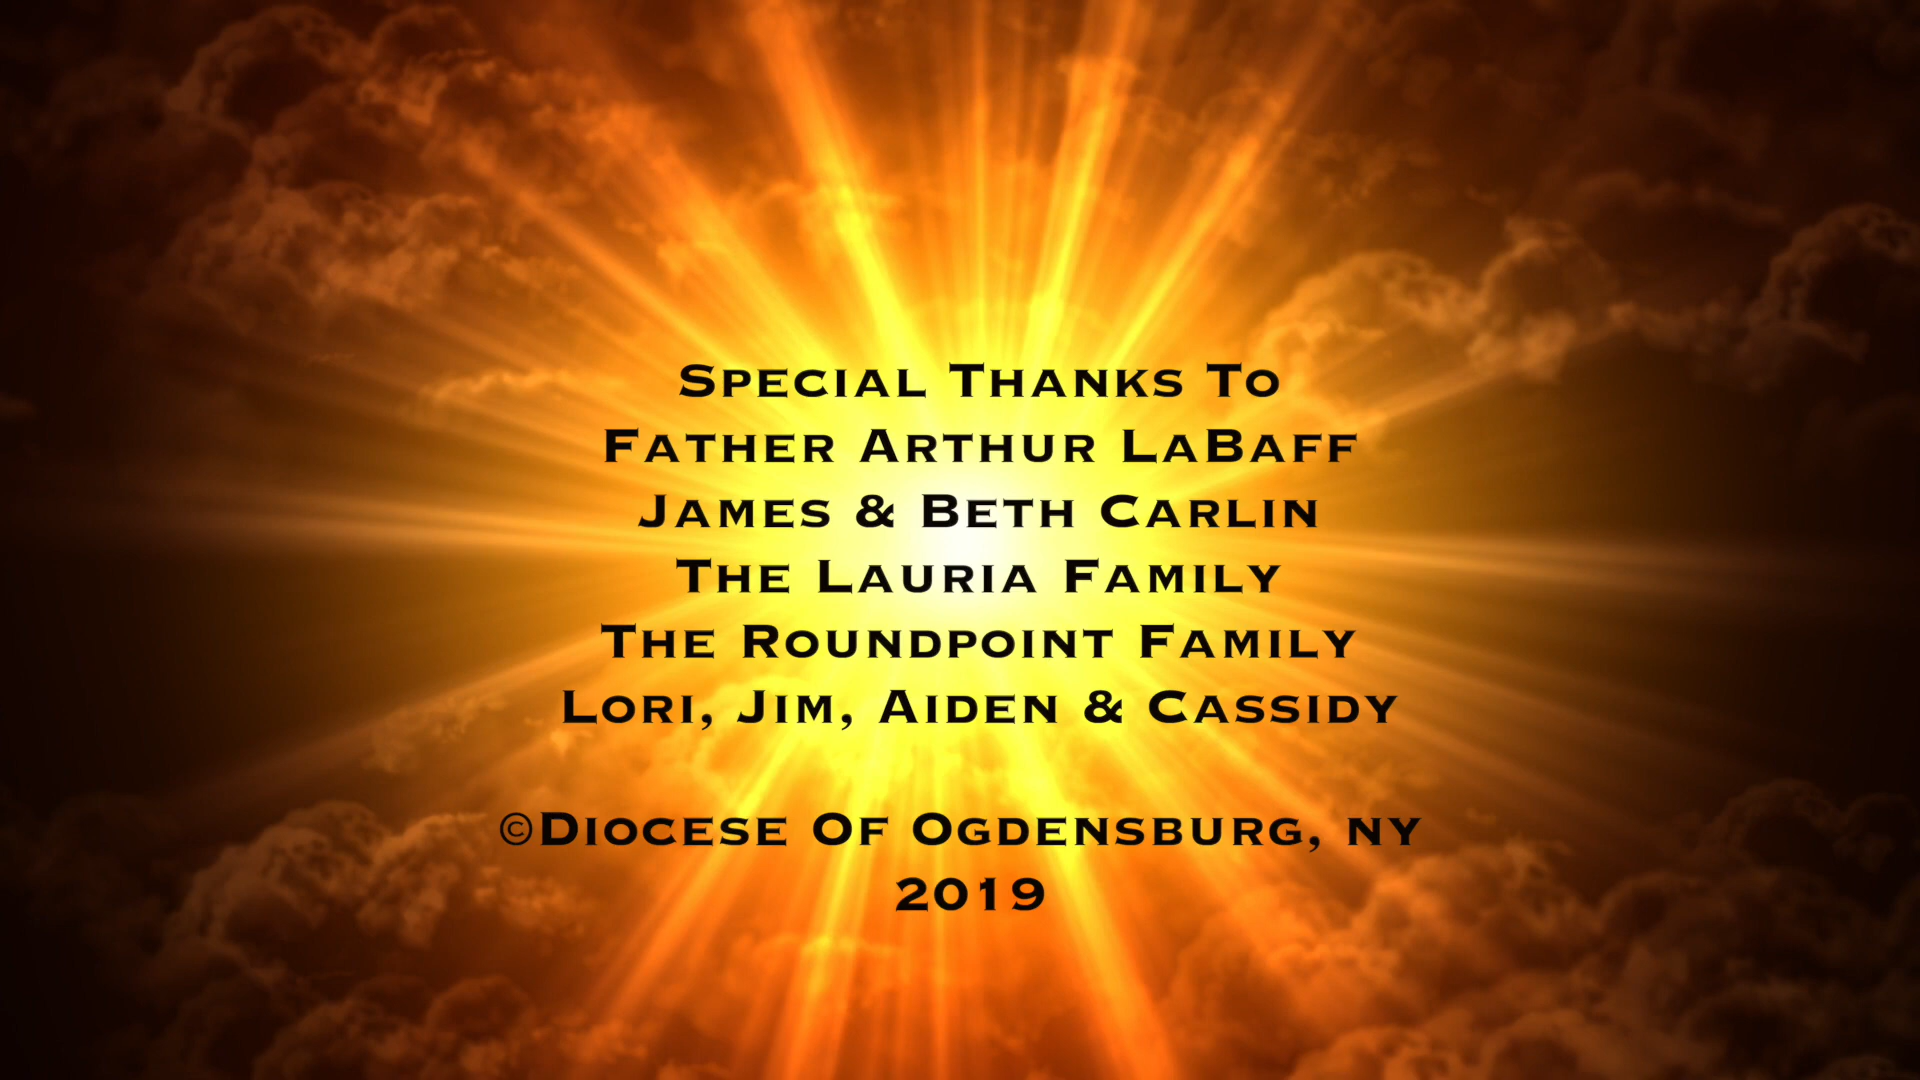 Special Thanks To
Father Arthur LaBaff
James & Beth Carlin
The Lauria Family
The Roundpoint Family
Lori, Jim, Aiden & Cassidy
©Diocese Of Ogdensburg, NY
2019